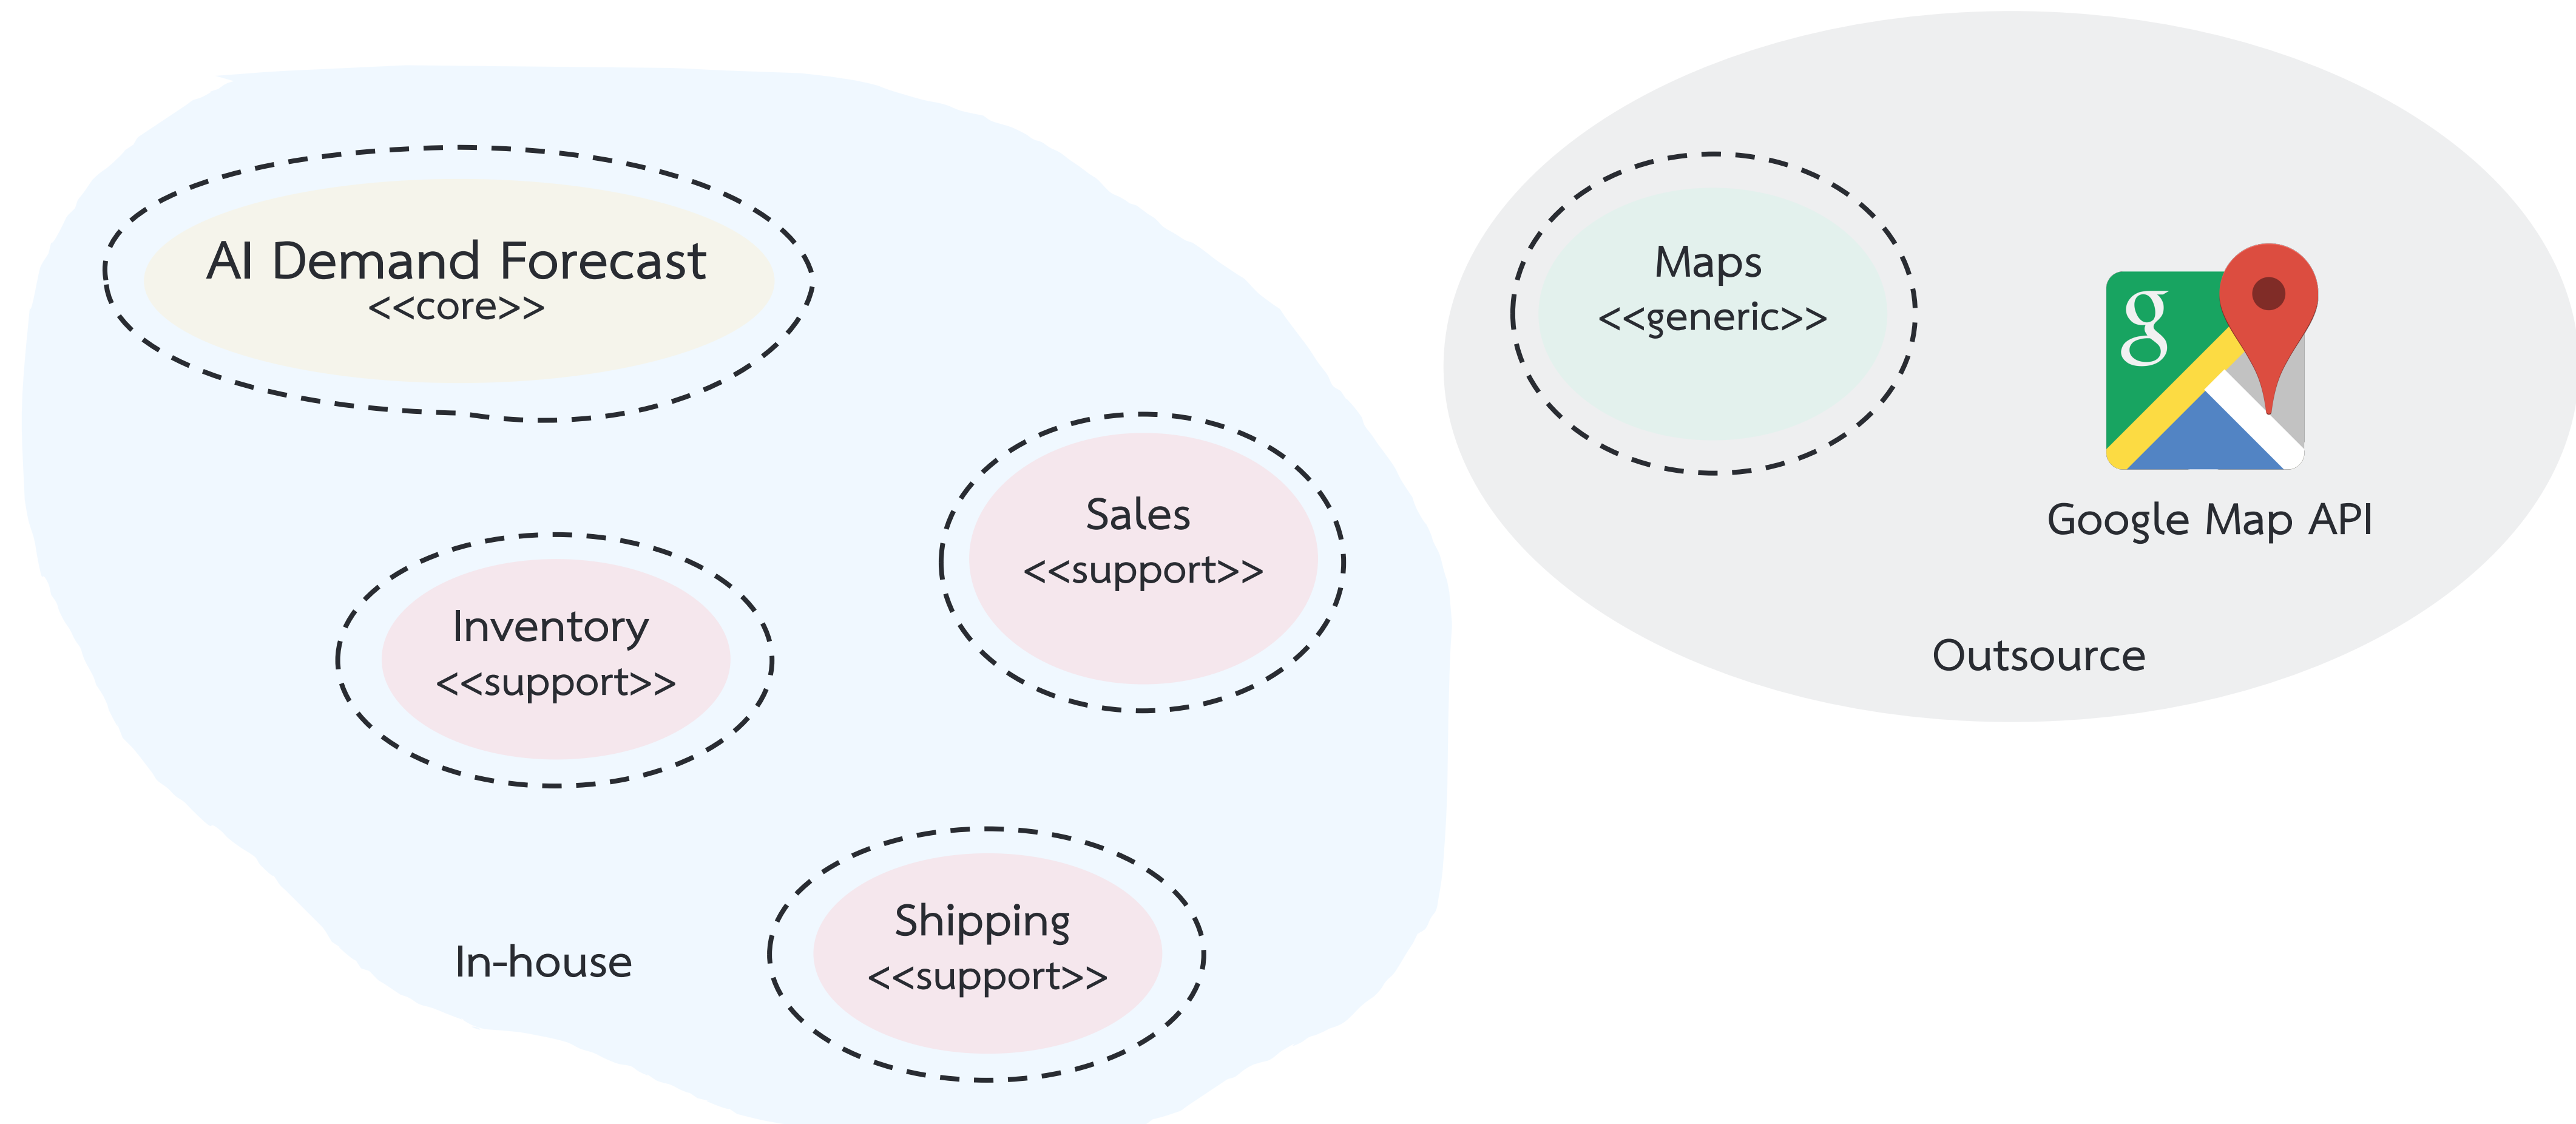 AI Demand Forecast
<<core>>
Sales
<<support>>
Inventory
<<support>>
Shipping
<<support>>
In-house
Maps
<<generic>>
g
Google Map API
Outsource